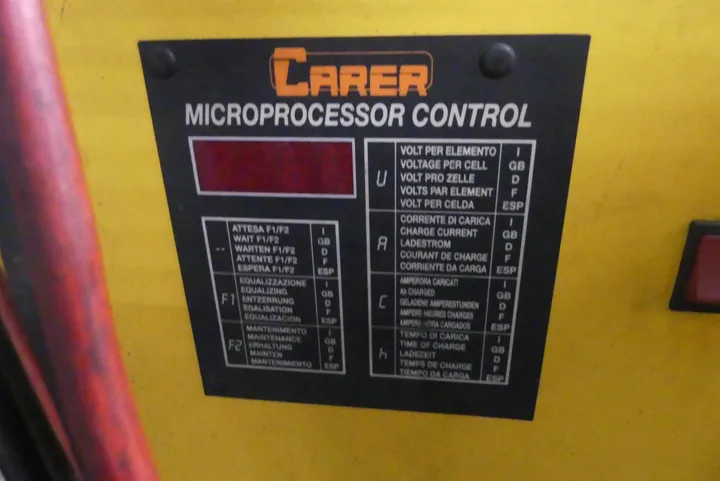 CARER
MICROPROCESSOR CONTROL
-- ATTESA F1/F2 I
WAIT F1/F2 GB
WARTEN F1/F2 D
ATTENTE F1/F2 F
ESPERA F1/F2 ESP
F1 EQUALIZZAZIONE I
EQUALIZING GB
ENTZERRUNG D
EGALISATION F
EQUALIZACION ESP
F2 MANTENIMENTO I
MAINTENANCE GB
ERHALTUNG D
MAINTEN F
MANTENIMIENTO ESP
U VOLT PER ELEMENTO I
VOLTAGE PER CELL GB
VOLT PRO ZELLE D
VOLTS PAR ELEMENT F
VOLT PER CELDA ESP
A CORRENTE DI CARICA I
CHARGE CURRENT GB
LADESTROM D
COURANT DE CHARGE F
CORRIENTE DA CARGA ESP
C AMPERORA CARICATI I
Ah CHARGED GB
GELADENE AMPERESTUNDEN D
AMPERE-HEURES CHARGES F
AMPERE-HORA CARGADOS ESP
h TEMPO DI CARICA I
TIME OF CHARGE GB
LADEZEIT D
TEMPS DE CHARGE F
TIEMPO DA CARGA ESP